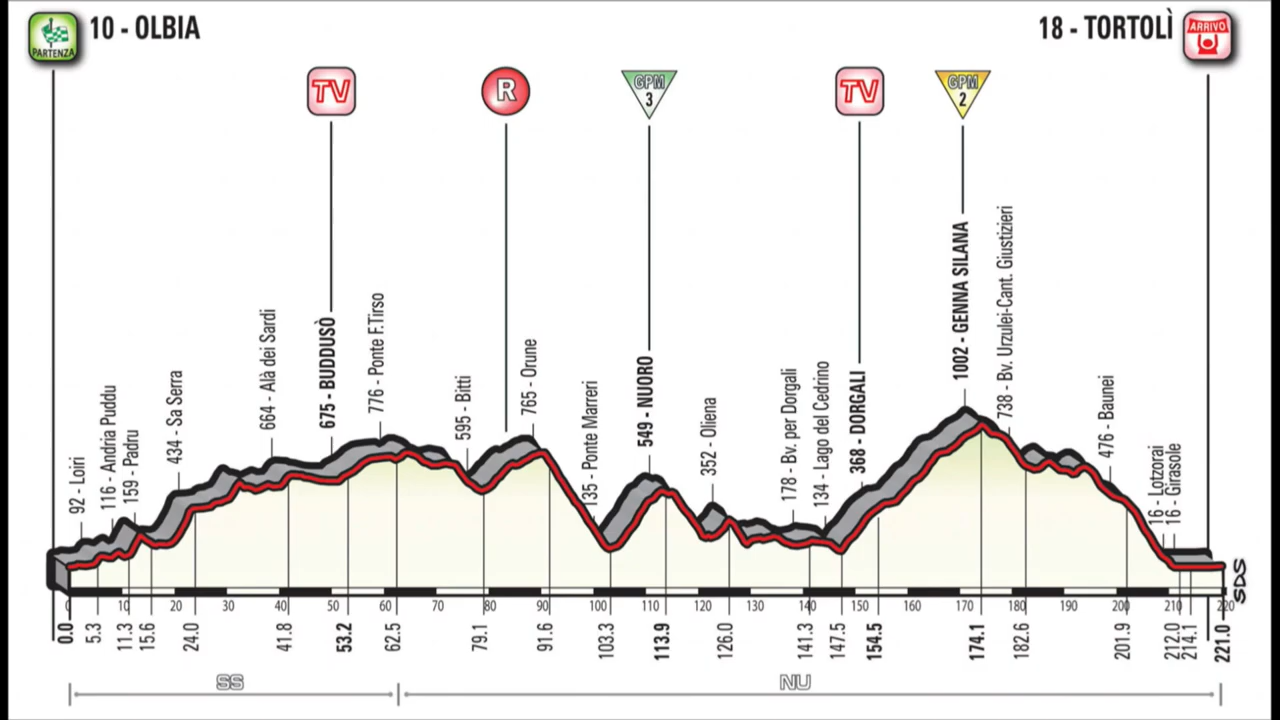 10 - OLBIA
18 - TORTOLÌ
PARTENZA
ARRIVO
TV
R
GPM
3
TV
GPM
2
92 - Loiri
116 - Andria Puddu
159 - Padru
434 - Sa Serra
664 - Alà dei Sardi
675 - BUDDUSÒ
776 - Ponte F.Tirso
595 - Bitti
765 - Orune
135 - Ponte Marreri
549 - NUORO
352 - Oliena
178 - Bv. per Dorgali
134 - Lago del Cedrino
368 - DORGALI
1002 - GENNA SILANA
738 - Bv. Urzulei-Cant. Giustizieri
476 - Baunei
16 - Lotzorai
16 - Girasole
0 10 20 30 40 50 60 70 80 90 100 110 120 130 140 150 160 170 180 190 200 210 220
0.0 5.3 11.3 15.6 24.0 41.8 53.2 62.5 79.1 91.6 103.3 113.9 126.0 141.3 147.5 154.5 174.1 182.6 201.9 212.0 214.1 221.0
SDS
SS
NU